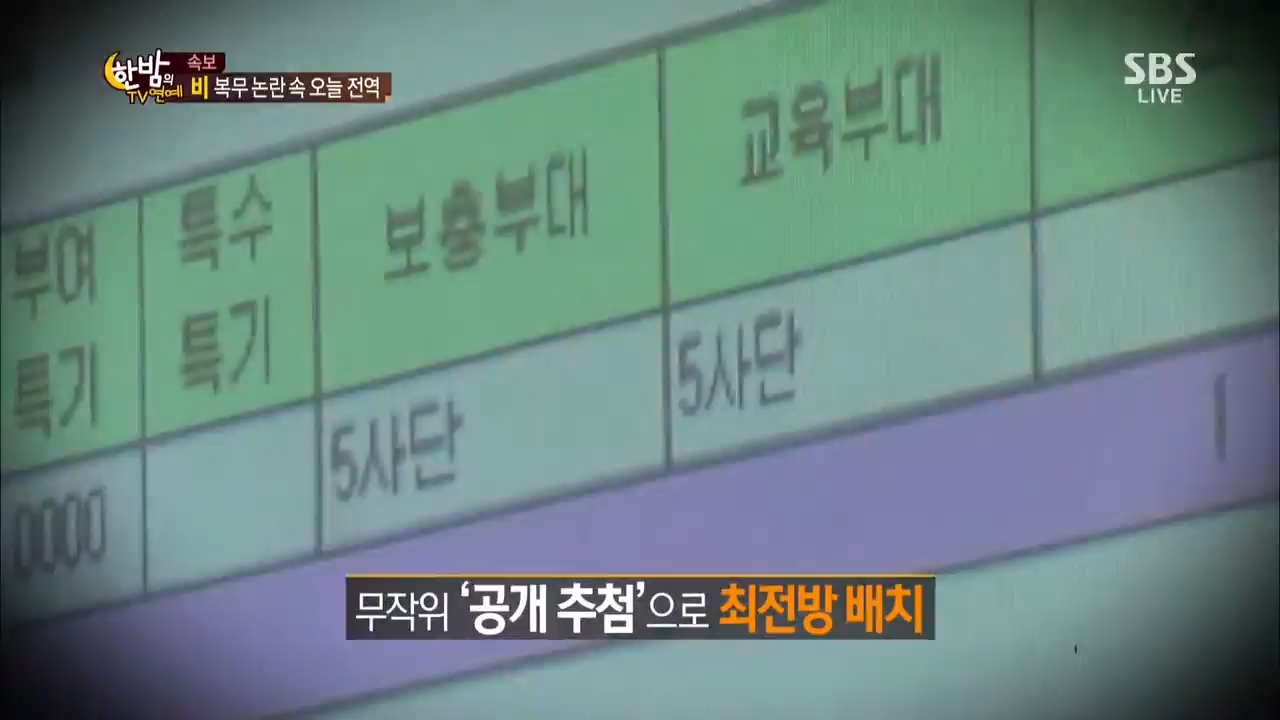 한밤의
TV연예
속보
비 복무 논란 속 오늘 전역
SBS
LIVE
부여
특기
특수
특기
보충부대
교육부대
0000
5사단
5사단
무작위 '공개 추첨'으로 최전방 배치